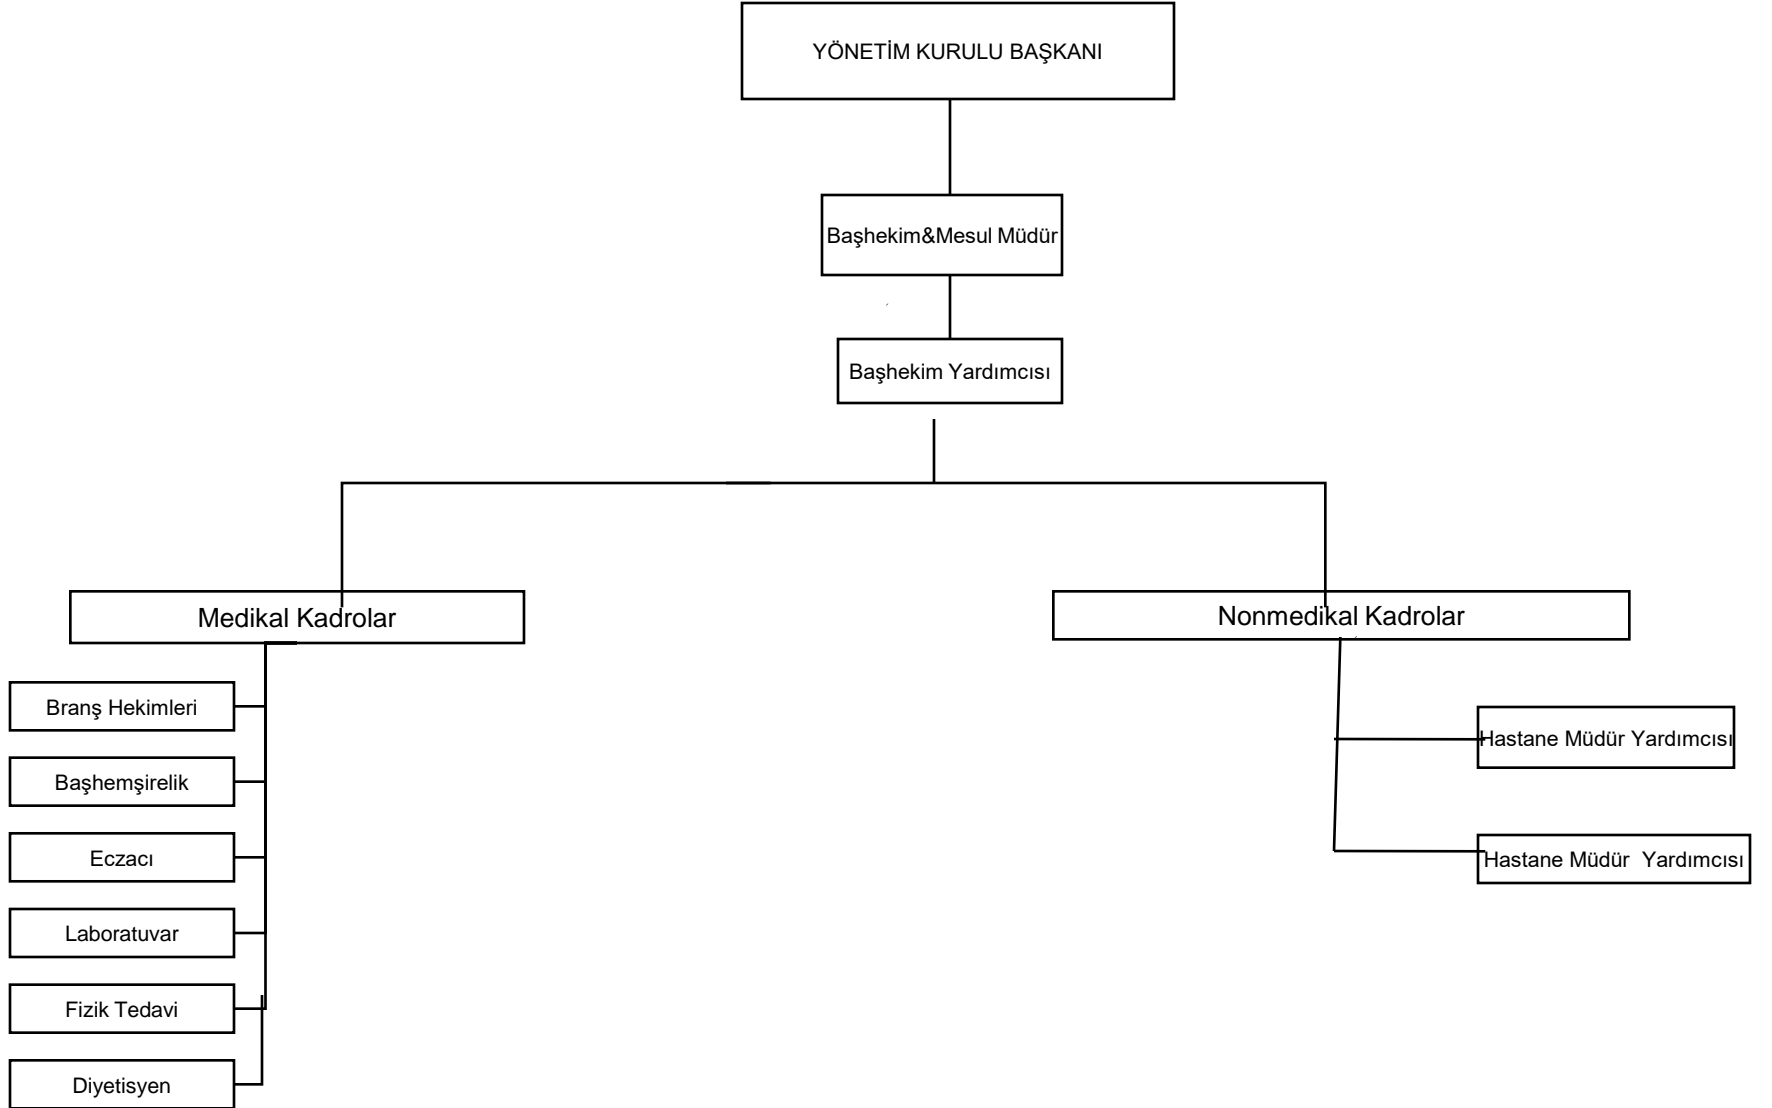 YÖNETİM KURULU BAŞKANI
Başhekim&Mesul Müdür
Başhekim Yardımcısı
Medikal Kadrolar
Nonmedikal Kadrolar
Branş Hekimleri
Başhemşirelik
Eczacı
Laboratuvar
Fizik Tedavi
Diyetisyen
Hastane Müdür Yardımcısı
Hastane Müdür  Yardımcısı